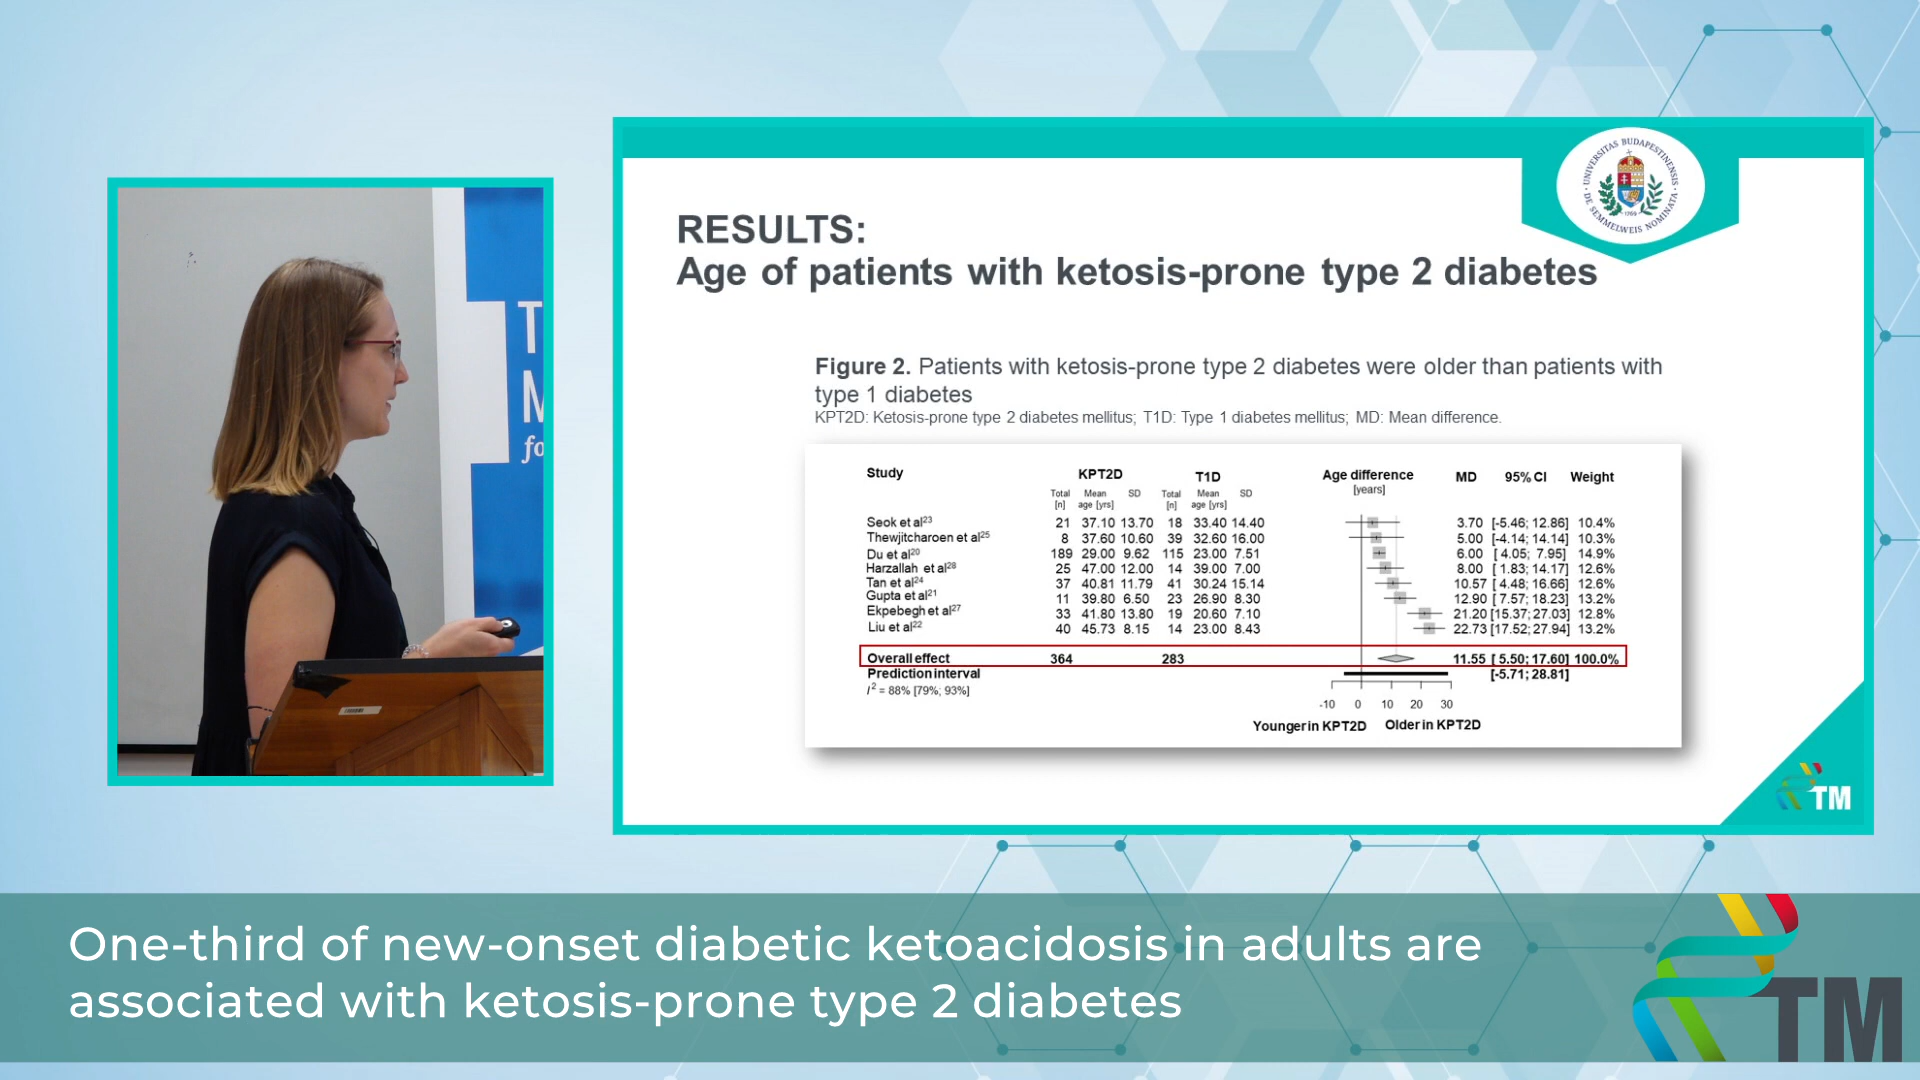 UNIVERSITAS BUDAPESTINENSIS
DE SEMMELWEIS NOMINATA
1769
RESULTS:
Age of patients with ketosis-prone type 2 diabetes
Figure 2. Patients with ketosis-prone type 2 diabetes were older than patients with
type 1 diabetes
KPT2D: Ketosis-prone type 2 diabetes mellitus; T1D: Type 1 diabetes mellitus; MD: Mean difference.
Study KPT2D T1D Age difference MD 95% CI Weight
Total Mean SD Total Mean SD [years]
[n] age [yrs] [n] age [yrs]
Seok et al23 21 37.10 13.70 18 33.40 14.40 3.70 [-5.46; 12.86] 10.4%
Thewjitcharoen et al25 8 37.60 10.60 39 32.60 16.00 5.00 [-4.14; 14.14] 10.3%
Du et al20 189 29.00 9.62 115 23.00 7.51 6.00 [ 4.05; 7.95] 14.9%
Harzallah et al28 25 47.00 12.00 14 39.00 7.00 8.00 [ 1.83; 14.17] 12.6%
Tan et al24 37 40.81 11.79 41 30.24 15.14 10.57 [ 4.48; 16.66] 12.6%
Gupta et al21 11 39.80 6.50 23 26.90 8.30 12.90 [ 7.57; 18.23] 13.2%
Ekpebegh et al27 33 41.80 13.80 19 20.60 7.10 21.20 [15.37; 27.03] 12.8%
Liu et al22 40 45.73 8.15 14 23.00 8.43 22.73 [17.52; 27.94] 13.2%
Overall effect 364 283 11.55 [ 5.50; 17.60] 100.0%
Prediction interval [-5.71; 28.81]
I2 = 88% [79%; 93%]
-10 0 10 20 30
Younger in KPT2D Older in KPT2D
TM
T
M
fo
One-third of new-onset diabetic ketoacidosis in adults are
associated with ketosis-prone type 2 diabetes
TM